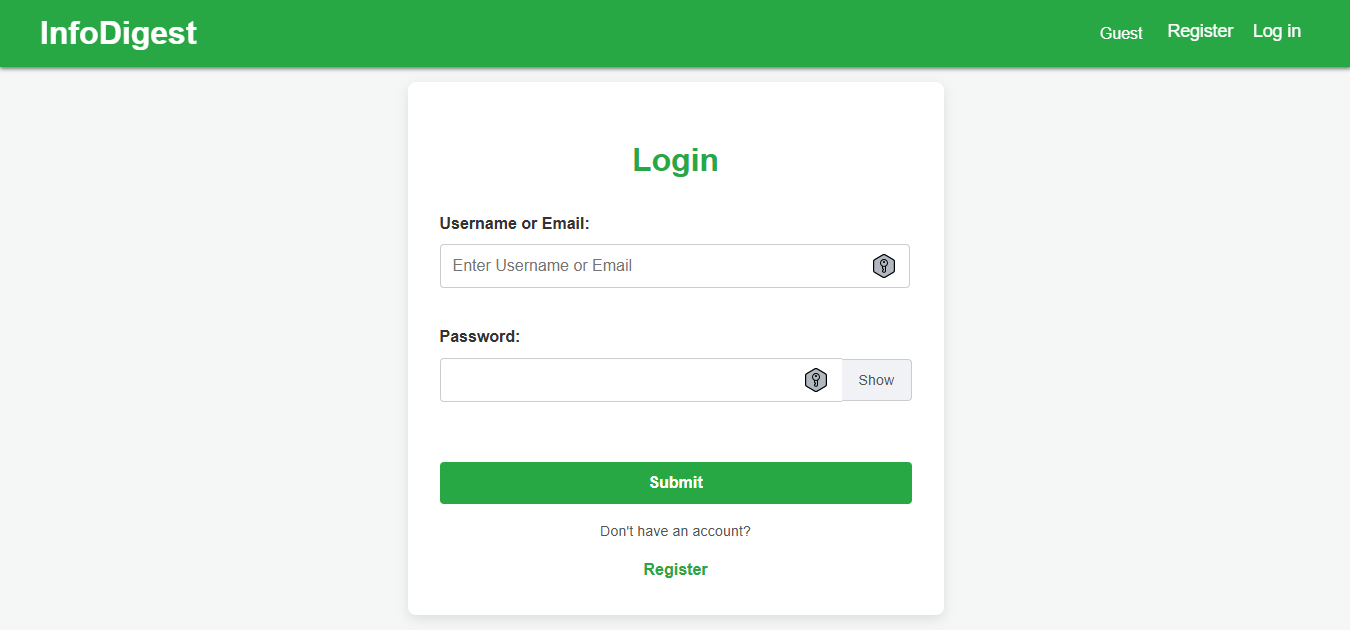 InfoDigest
Guest Register Log in
Login
Username or Email:
Enter Username or Email
Password:
Show
Submit
Don't have an account?
Register